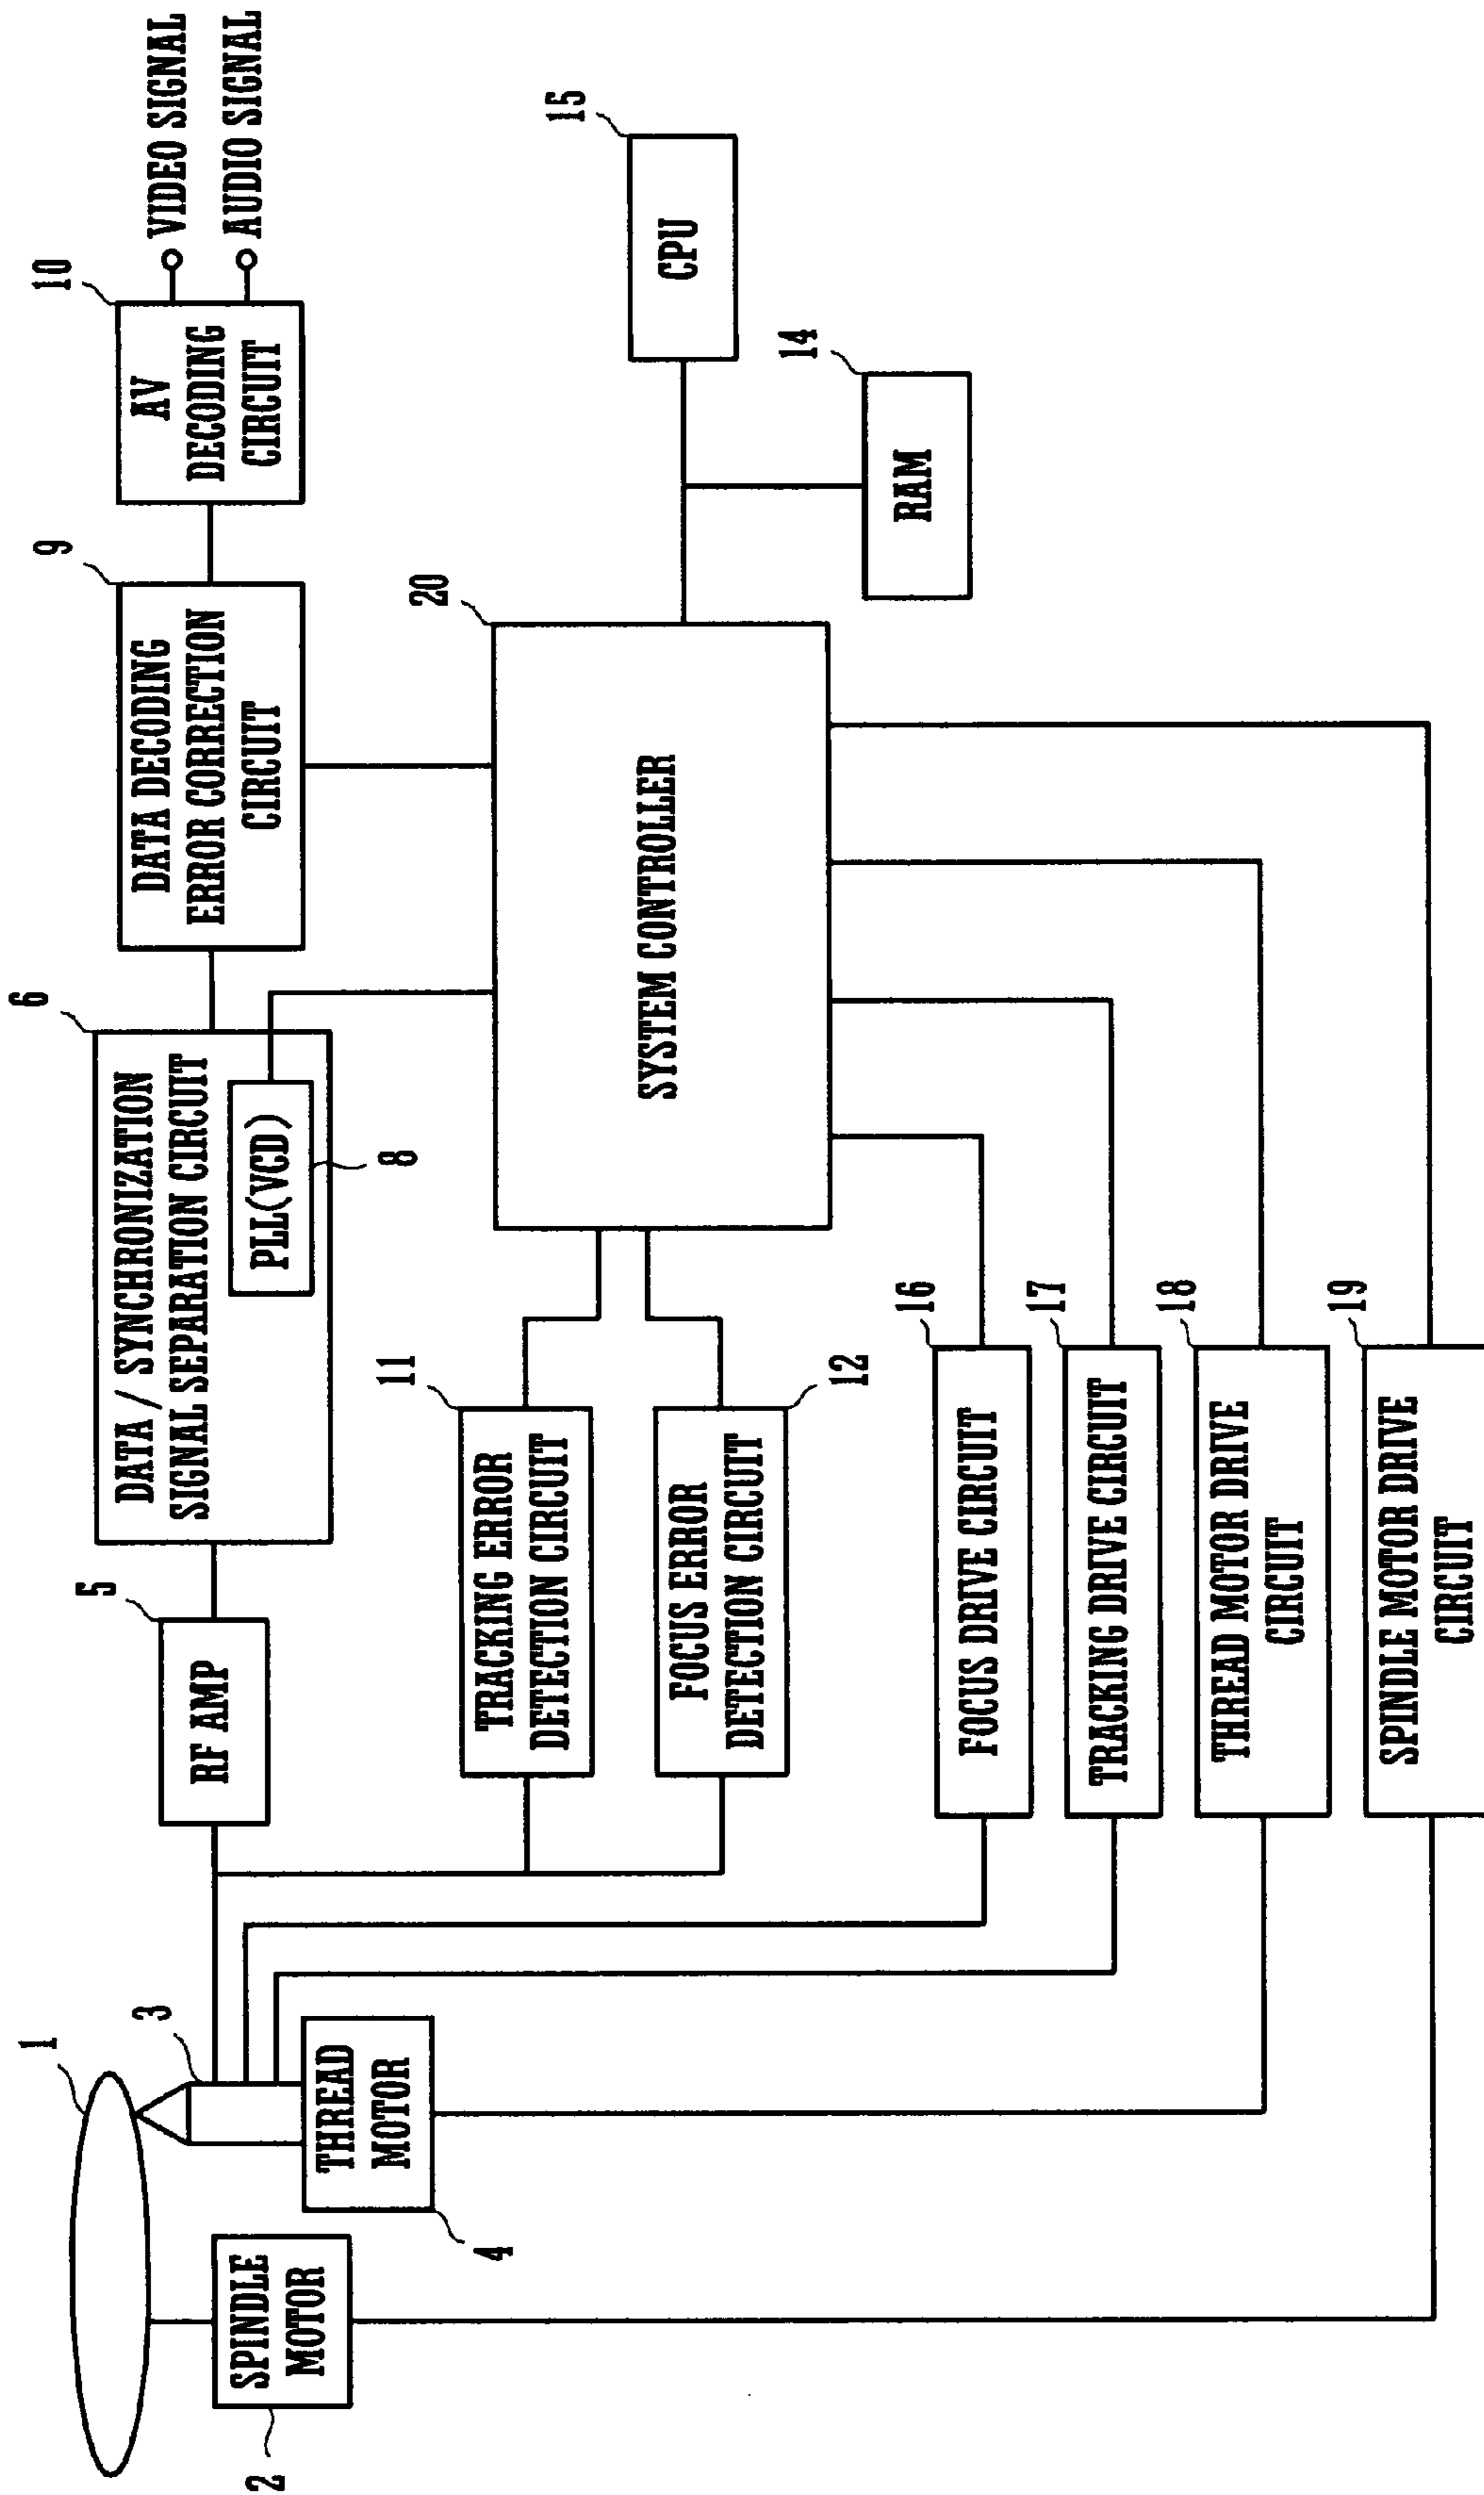 1
2
SPINDLE
MOTOR
3
THREAD
MOTOR
4
5
RF AMP
6
DATA / SYNCHRONIZATION
SIGNAL SEPARATION CIRCUIT
PLL(VCD)
8
9
DATA DECODING
ERROR CORRECTION
CIRCUIT
10
AV
DECODING
CIRCUIT
VIDEO SIGNAL
AUDIO SIGNAL
11
TRACKING ERROR
DETECTION CIRCUIT
FOCUS ERROR
DETECTION CIRCUIT
12
20
SYSTEM CONTROLLER
15
CPU
14
RAM
16
FOCUS DRIVE CIRCUIT
17
TRACKING DRIVE CIRCUIT
18
THREAD MOTOR DRIVE
CIRCUIT
19
SPINDLE MOTOR DRIVE
CIRCUIT